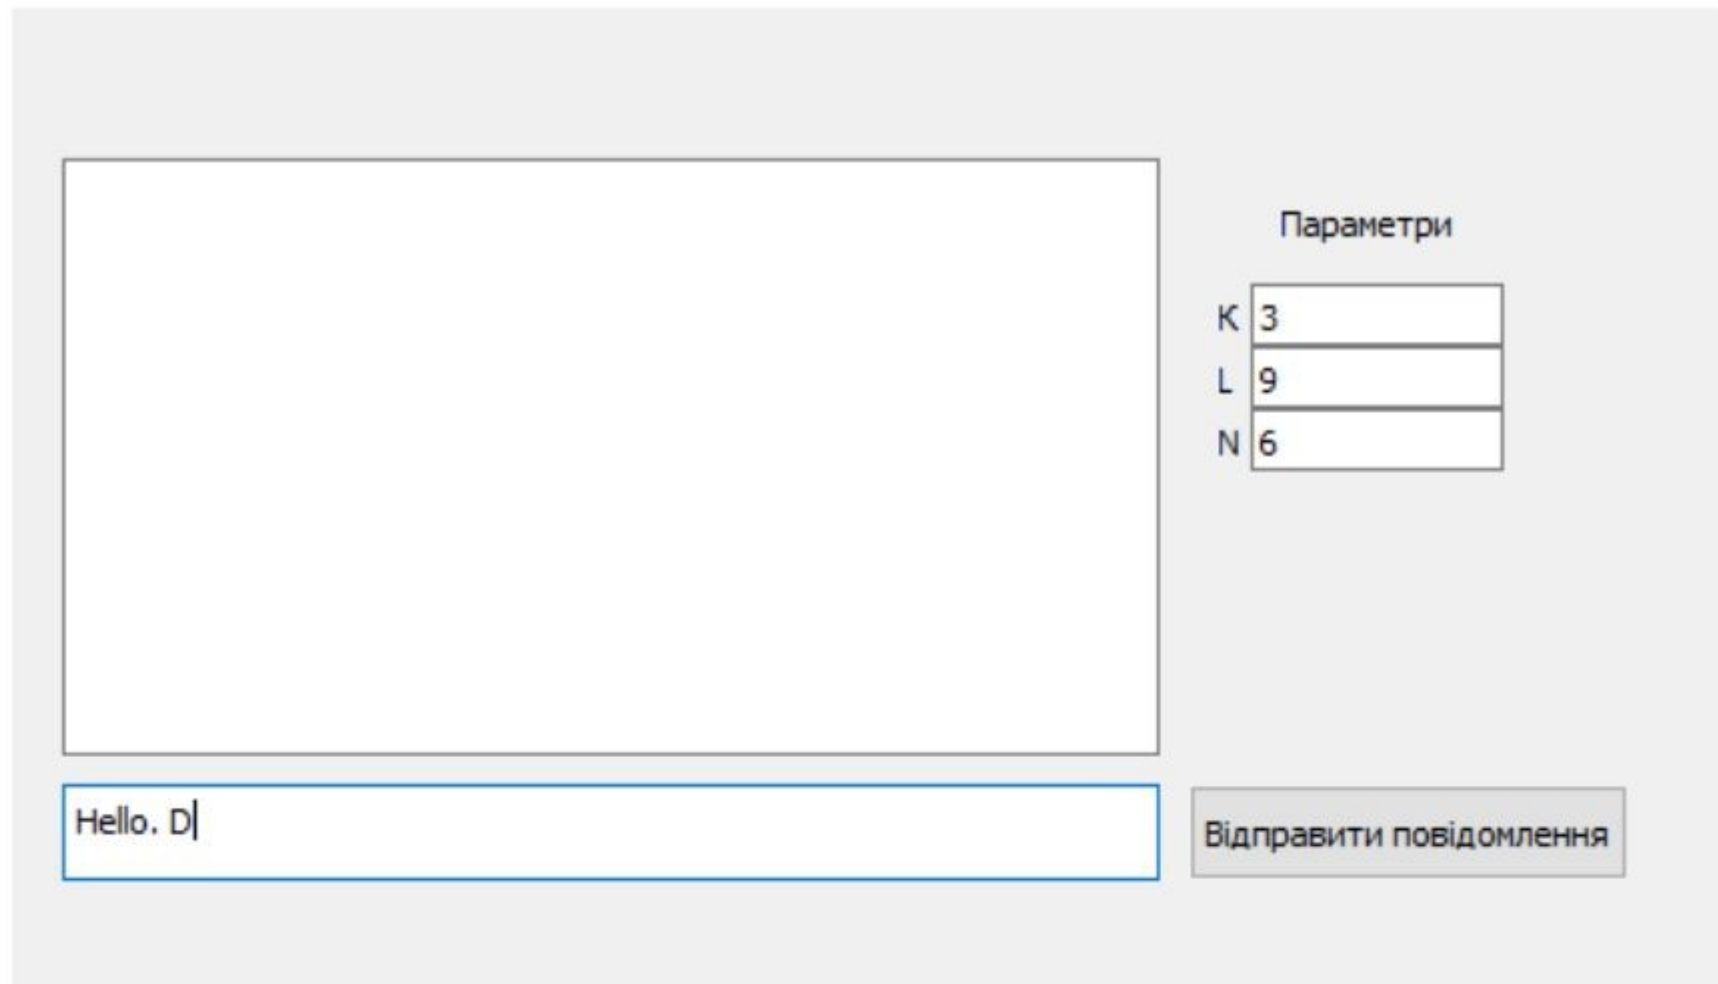 Параметри
K 3
L 9
N 6
Hello. D
Відправити повідомлення